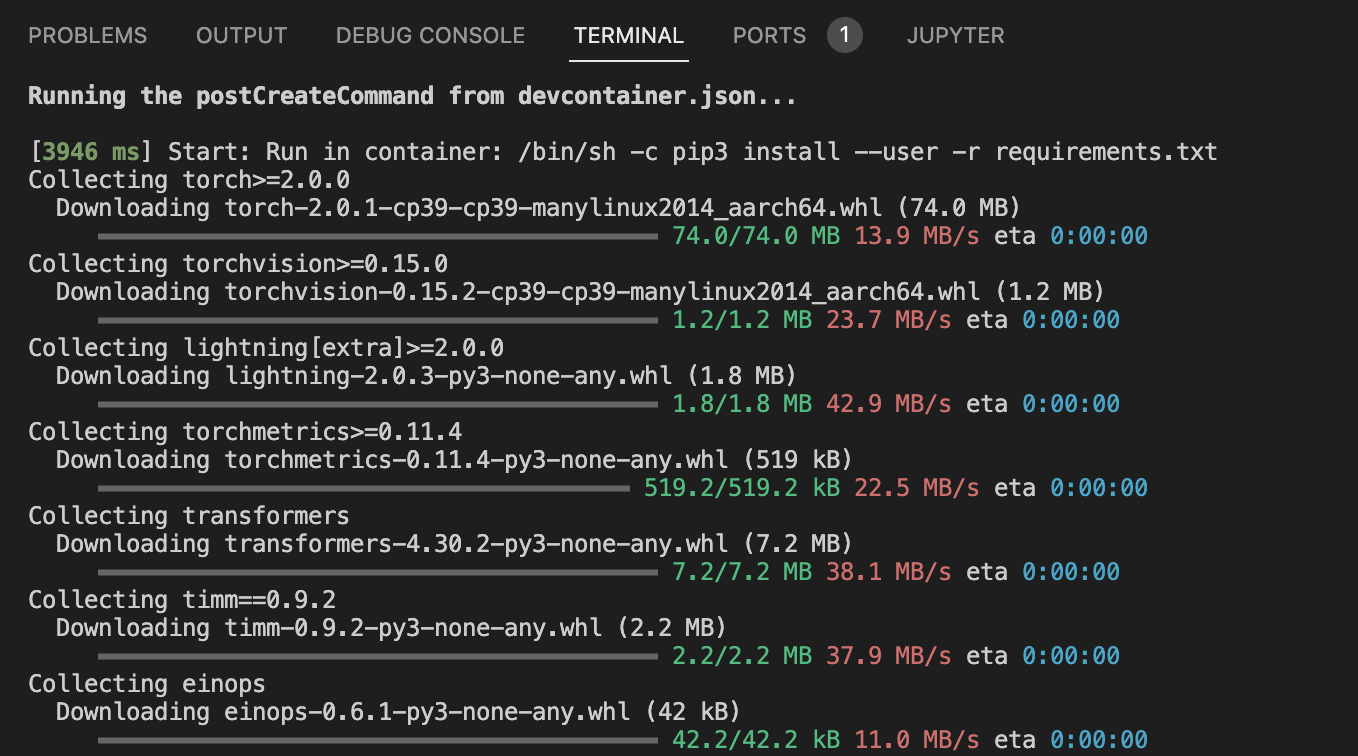 PROBLEMS OUTPUT DEBUG CONSOLE TERMINAL PORTS 1 JUPYTER
Running the postCreateCommand from devcontainer.json...
[3946 ms] Start: Run in container: /bin/sh -c pip3 install --user -r requirements.txt
Collecting torch>=2.0.0
Downloading torch-2.0.1-cp39-cp39-manylinux2014_aarch64.whl (74.0 MB)
74.0/74.0 MB 13.9 MB/s eta 0:00:00
Collecting torchvision>=0.15.0
Downloading torchvision-0.15.2-cp39-cp39-manylinux2014_aarch64.whl (1.2 MB)
1.2/1.2 MB 23.7 MB/s eta 0:00:00
Collecting lightning[extra]>=2.0.0
Downloading lightning-2.0.3-py3-none-any.whl (1.8 MB)
1.8/1.8 MB 42.9 MB/s eta 0:00:00
Collecting torchmetrics>=0.11.4
Downloading torchmetrics-0.11.4-py3-none-any.whl (519 kB)
519.2/519.2 kB 22.5 MB/s eta 0:00:00
Collecting transformers
Downloading transformers-4.30.2-py3-none-any.whl (7.2 MB)
7.2/7.2 MB 38.1 MB/s eta 0:00:00
Collecting timm==0.9.2
Downloading timm-0.9.2-py3-none-any.whl (2.2 MB)
2.2/2.2 MB 37.9 MB/s eta 0:00:00
Collecting einops
Downloading einops-0.6.1-py3-none-any.whl (42 kB)
42.2/42.2 kB 11.0 MB/s eta 0:00:00